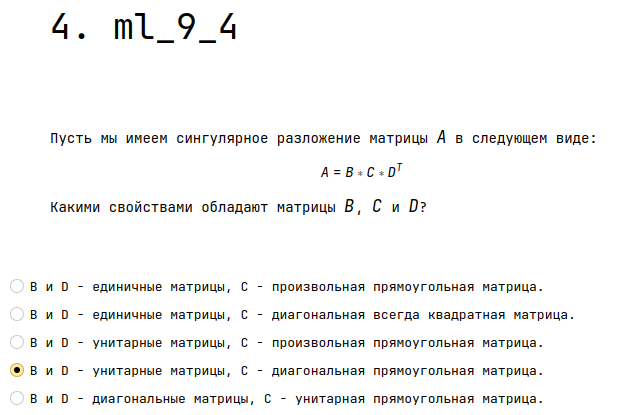 4. ml_9_4
Пусть мы имеем сингулярное разложение матрицы A в следующем виде:
A = B * C * D^T
Какими свойствами обладают матрицы B, C и D?
B и D - единичные матрицы, C - произвольная прямоугольная матрица.
B и D - единичные матрицы, C - диагональная всегда квадратная матрица.
B и D - унитарные матрицы, C - произвольная прямоугольная матрица.
B и D - унитарные матрицы, C - диагональная прямоугольная матрица.
B и D - диагональные матрицы, C - унитарная прямоугольная матрица.